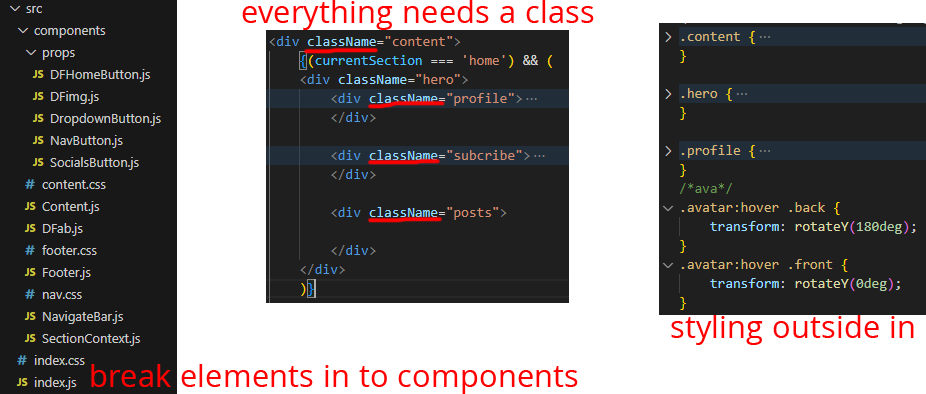 everything needs a class
src
components
props
JS DFHomeButton.js
JS DFimg.js
JS DropdownButton.js
JS NavButton.js
JS SocialsButton.js
# content.css
JS Content.js
JS DFab.js
# footer.css
JS Footer.js
# nav.css
JS NavigateBar.js
JS SectionContext.js
# index.css
JS index.js
<div className="content">
{(currentSection === 'home') && (
<div className="hero">
<div className="profile">···
</div>
<div className="subcribe">···
</div>
<div className="posts">
</div>
</div>
)}
.content {···
}
.hero {···
}
.profile {···
}
/*ava*/
.avatar:hover .back {
transform: rotateY(180deg);
}
.avatar:hover .front {
transform: rotateY(0deg);
}
styling outside in
break elements in to components